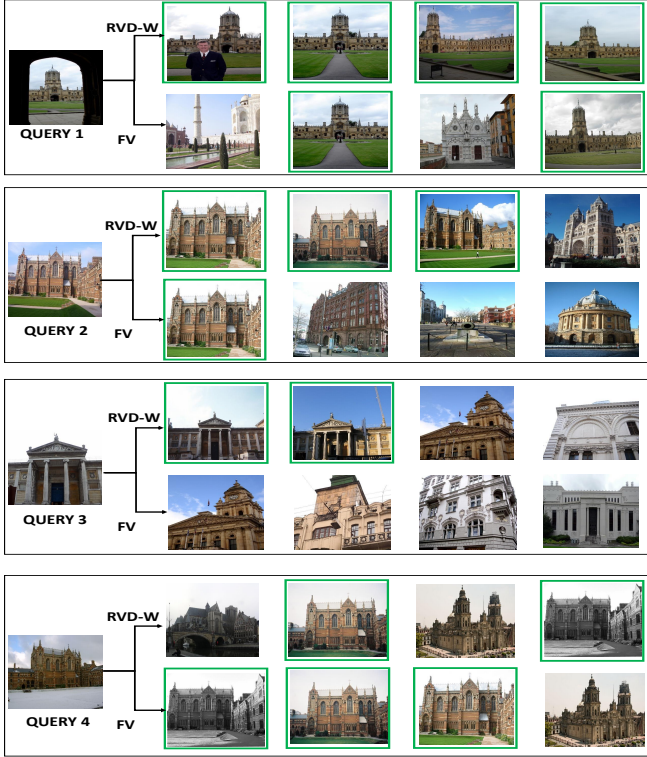 RVD-W
QUERY 1
FV
RVD-W
QUERY 2
FV
RVD-W
QUERY 3
FV
RVD-W
QUERY 4
FV